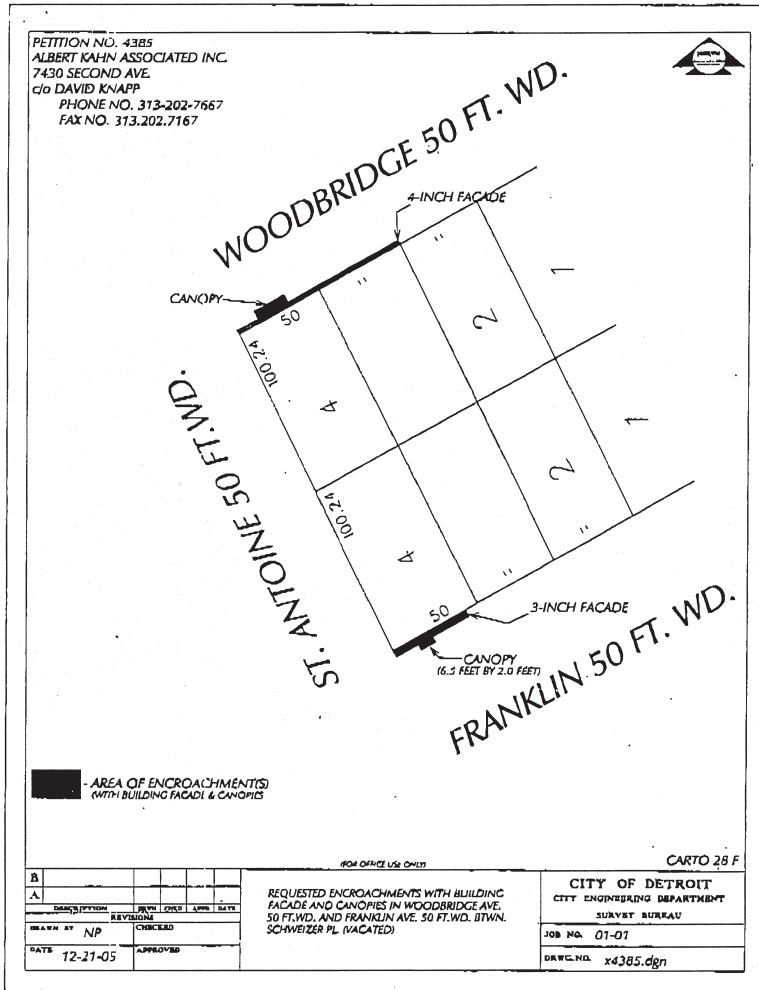 PETITION NO. 4385
ALBERT KAHN ASSOCIATED INC.
7430 SECOND AVE.
c/o DAVID KNAPP
PHONE NO. 313-202-7667
FAX NO. 313.202.7167
WOODBRIDGE 50 FT. WD.
4-INCH FACADE
CANOPY
50
"
"
100.24
4
2
1
ST. ANTOINE 50 FT.WD.
100.24
4
2
1
50
"
"
3-INCH FACADE
CANOPY
(6.5 FEET BY 2.0 FEET)
FRANKLIN 50 FT. WD.
- AREA OF ENCROACHMENT(S)
(WITH BUILDING FACADE & CANOPIES
(FOR OFFICE USE ONLY)
CARTO 28 F
B
A
DESCRIPTION DRWN CHKD APPR DATE
REVISIONS
DRAWN BY NP
CHECKED
DATE 12-21-05
APPROVED
REQUESTED ENCROACHMENTS WITH BUILDING
FACADE AND CANOPIES IN WOODBRIDGE AVE.
50 FT.WD. AND FRANKLIN AVE. 50 FT.WD. BTWN.
SCHWEIZER PL. (VACATED)
CITY OF DETROIT
CITY ENGINEERING DEPARTMENT
SURVEY BUREAU
JOB NO. 01-01
DRWG.NO. x4385.dgn